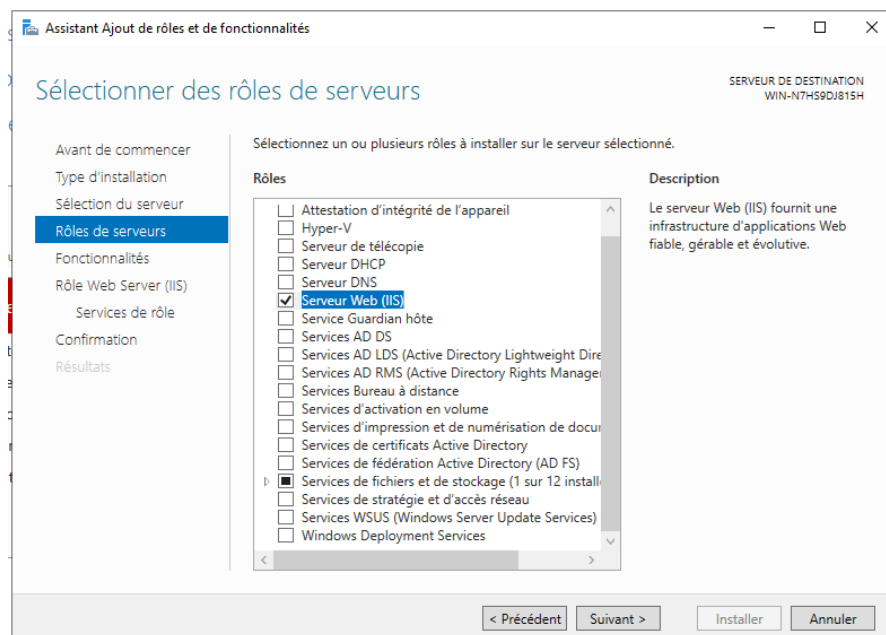 Assistant Ajout de rôles et de fonctionnalités
Sélectionner des rôles de serveurs
SERVEUR DE DESTINATION
WIN-N7HS9DJ815H
Avant de commencer
Type d'installation
Sélection du serveur
Rôles de serveurs
Fonctionnalités
Rôle Web Server (IIS)
Services de rôle
Confirmation
Résultats
Sélectionnez un ou plusieurs rôles à installer sur le serveur sélectionné.
Rôles
Attestation d'intégrité de l'appareil
Hyper-V
Serveur de télécopie
Serveur DHCP
Serveur DNS
Serveur Web (IIS)
Service Guardian hôte
Services AD DS
Services AD LDS (Active Directory Lightweight Dire
Services AD RMS (Active Directory Rights Manage
Services Bureau à distance
Services d'activation en volume
Services d'impression et de numérisation de docu
Services de certificats Active Directory
Services de fédération Active Directory (AD FS)
Services de fichiers et de stockage (1 sur 12 install
Services de stratégie et d'accès réseau
Services WSUS (Windows Server Update Services)
Windows Deployment Services
Description
Le serveur Web (IIS) fournit une
infrastructure d'applications Web
fiable, gérable et évolutive.
< Précédent
Suivant >
Installer
Annuler